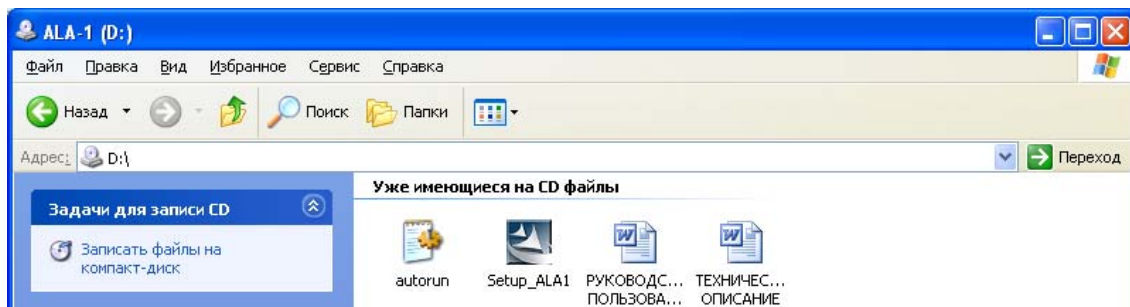 ALA-1 (D:)
Файл Правка Вид Избранное Сервис Справка
Назад Поиск Папки
Адрес: D:\ Переход
Уже имеющиеся на CD файлы
Задачи для записи CD
Записать файлы на
компакт-диск
autorun Setup_ALA1 РУКОВОДС... ТЕХНИЧЕС...
ПОЛЬЗОВА... ОПИСАНИЕ